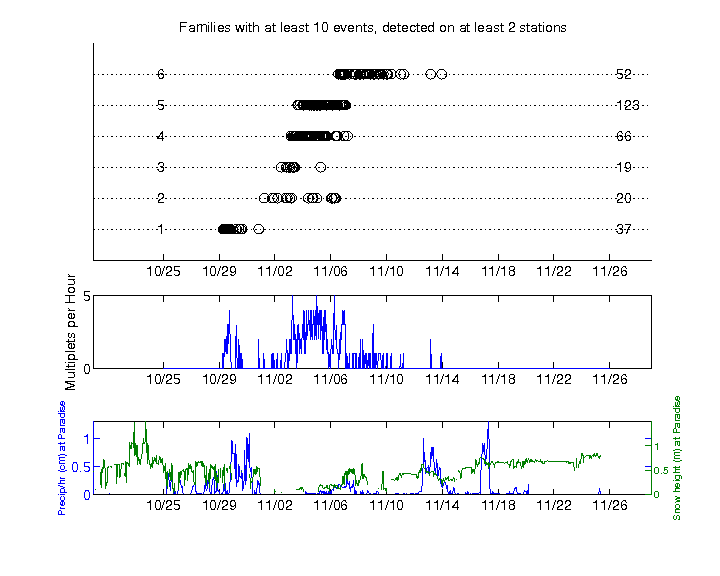 Families with at least 10 events, detected on at least 2 stations
6 52
5 123
4 66
3 19
2 20
1 37
10/25 10/29 11/02 11/06 11/10 11/14 11/18 11/22 11/26
Multiplets per Hour
5
0
10/25 10/29 11/02 11/06 11/10 11/14 11/18 11/22 11/26
Precip/hr (cm) at Paradise
1
0.5
0
Snow height (m) at Paradise
1
0.5
0
10/25 10/29 11/02 11/06 11/10 11/14 11/18 11/22 11/26